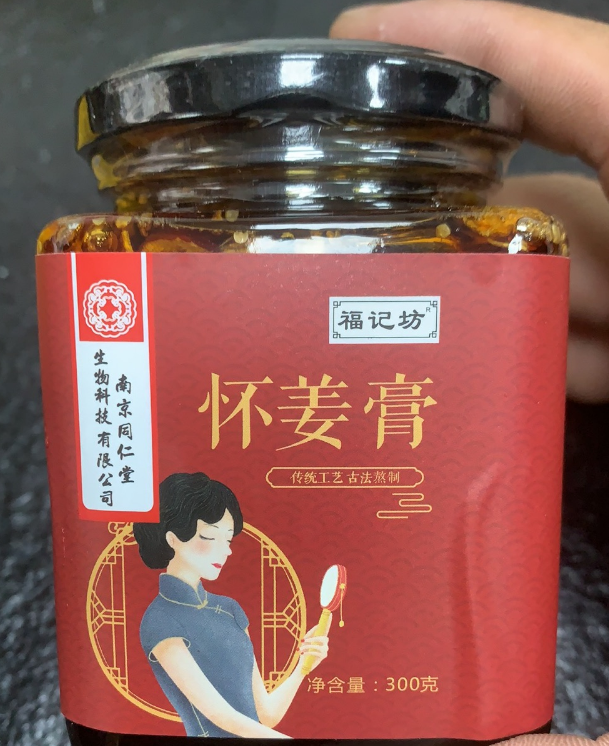 福记坊®
怀姜膏
传统工艺 古法熬制
南京同仁堂
生物科技有限公司
净含量：300克